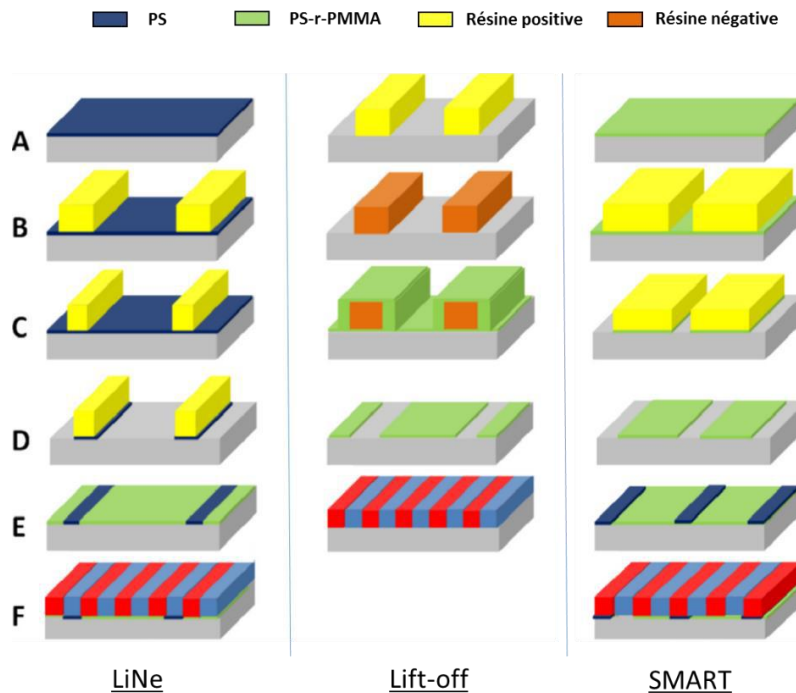 PS PS-r-PMMA Résine positive Résine négative
A
B
C
D
E
F
LiNe Lift-off SMART